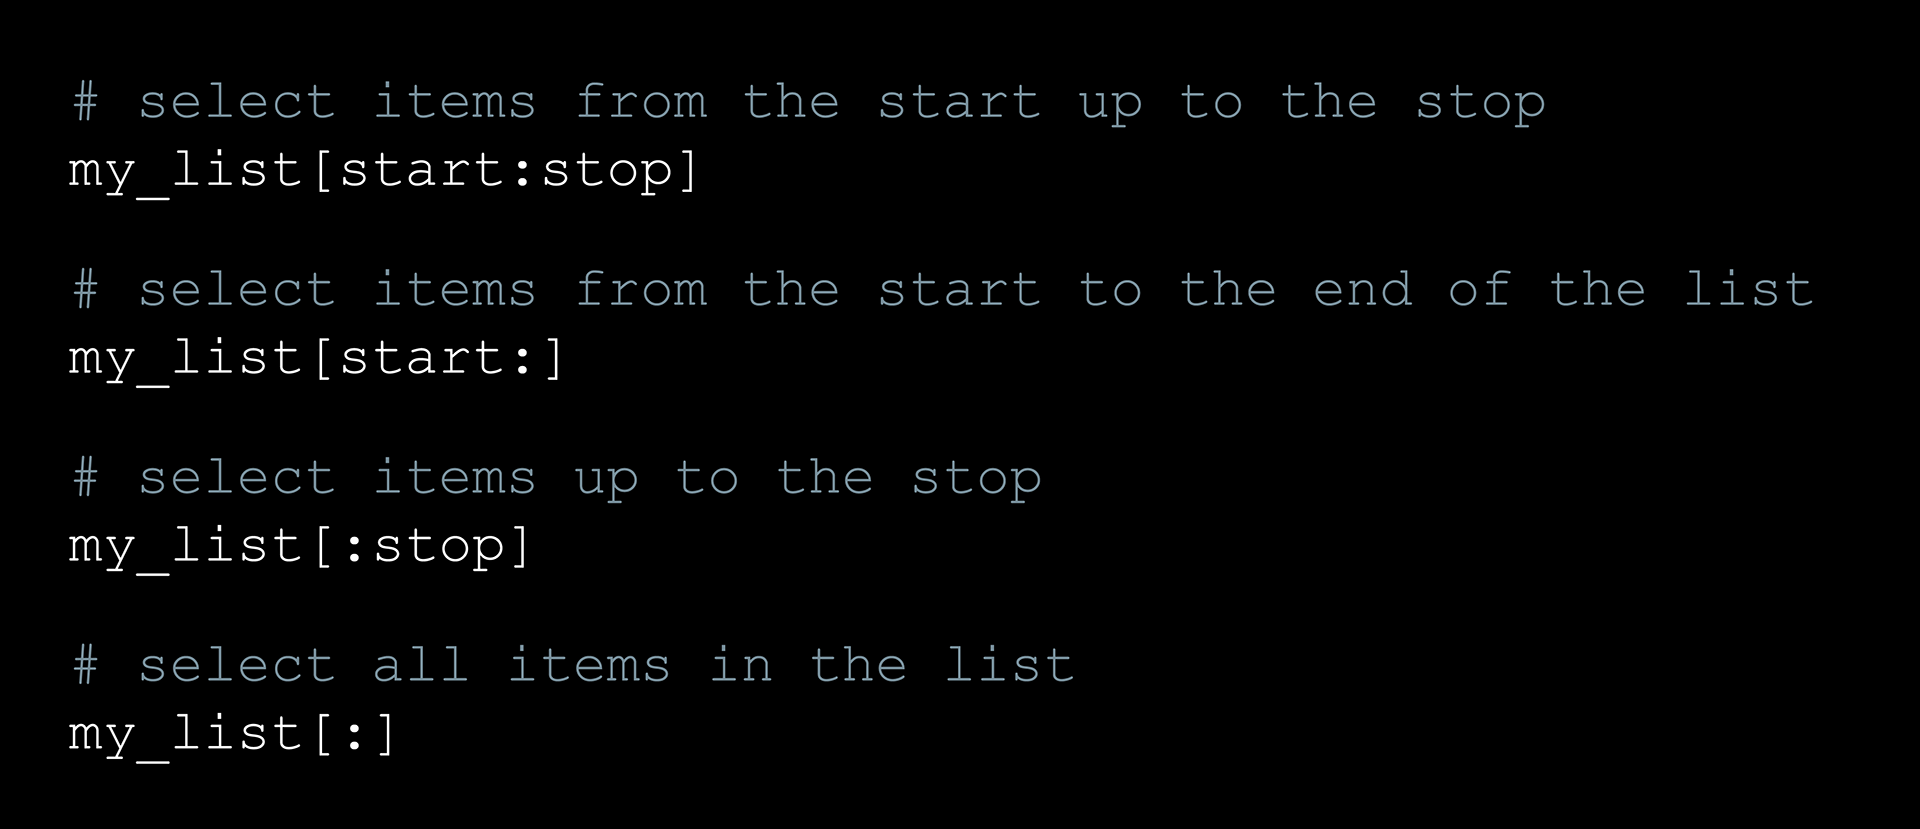 # select items from the start up to the stop
my_list[start:stop]
# select items from the start to the end of the list
my_list[start:]
# select items up to the stop
my_list[:stop]
# select all items in the list
my_list[:]